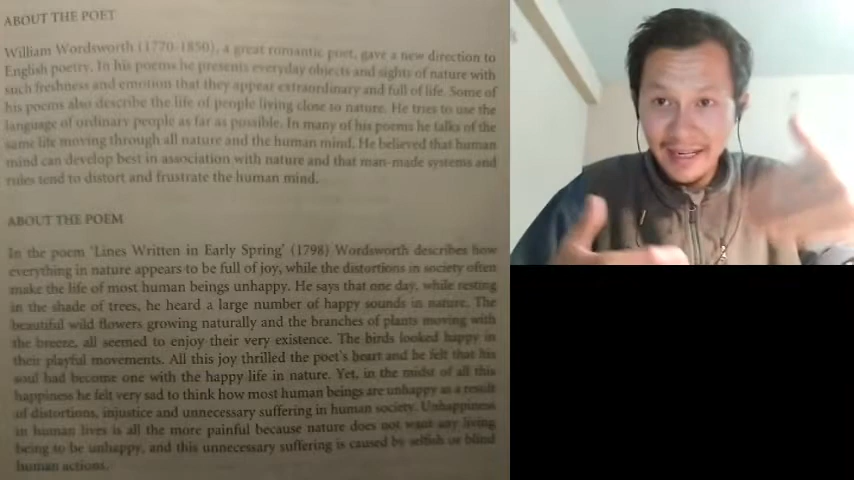 ABOUT THE POET
William Wordsworth (1770-1850), a great romantic poet, gave a new direction to
English poetry. In his poems he presents everyday objects and sights of nature with
such freshness and emotion that they appear extraordinary and full of life. Some of
his poems also describe the life of people living close to nature. He tries to use the
language of ordinary people as far as possible. In many of his poems he talks of the
same life moving through all nature and the human mind. He believed that human
mind can develop best in association with nature and that man-made systems and
rules tend to distort and frustrate the human mind.
ABOUT THE POEM
In the poem 'Lines Written in Early Spring' (1798) Wordsworth describes how
everything in nature appears to be full of joy, while the distortions in society often
make the life of most human beings unhappy. He says that one day, while resting
in the shade of trees, he heard a large number of happy sounds in nature. The
beautiful wild flowers growing naturally and the branches of plants moving with
the breeze, all seemed to enjoy their very existence. The birds looked happy in
their playful movements. All this joy thrilled the poet's heart and he felt that his
soul had become one with the happy life in nature. Yet, in the midst of all this
happiness he felt very sad to think how most human beings are unhappy as a result
of distortions, injustice and unnecessary suffering in human society. Unhappiness
in human lives is all the more painful because nature does not want any living
being to be unhappy, and this unnecessary suffering is caused by selfish or blind
human actions.